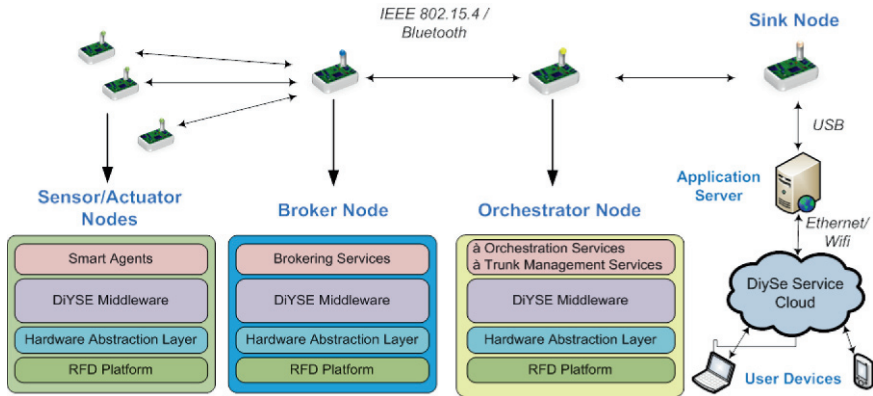 IEEE 802.15.4 /
Bluetooth
Sink Node
USB
Application
Server
Ethernet/
Wifi
DiySe Service
Cloud
User Devices
Sensor/Actuator
Nodes
Smart Agents
DiYSE Middleware
Hardware Abstraction Layer
RFD Platform
Broker Node
Brokering Services
DiYSE Middleware
Hardware Abstraction Layer
RFD Platform
Orchestrator Node
à Orchestration Services
à Trunk Management Services
DiYSE Middleware
Hardware Abstraction Layer
RFD Platform